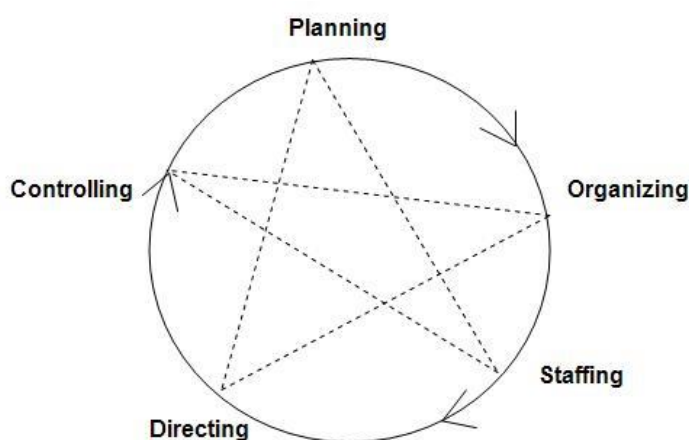 Planning
Organizing
Staffing
Directing
Controlling